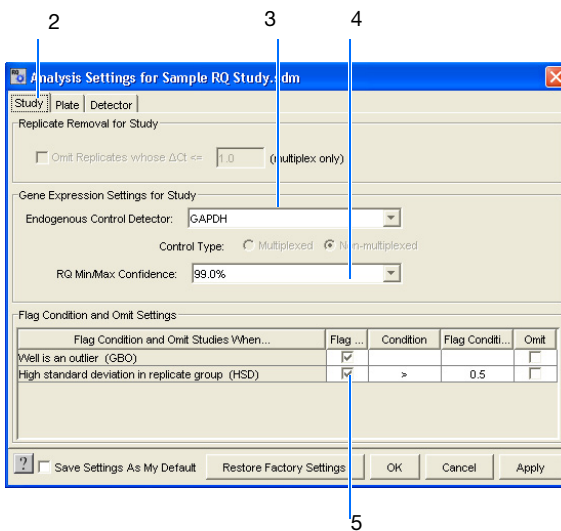 2 3 4
Analysis Settings for Sample RQ Study.sdm
Study Plate Detector
Replicate Removal for Study
Omit Replicates whose ΔCt <= 1.0 (multiplex only)
Gene Expression Settings for Study
Endogenous Control Detector: GAPDH
Control Type: Multiplexed Non-multiplexed
RQ Min/Max Confidence: 99.0%
Flag Condition and Omit Settings
Flag Condition and Omit Studies When... Flag ... Condition Flag Conditi... Omit
Well is an outlier (GBO)
High standard deviation in replicate group (HSD) > 0.5
? Save Settings As My Default Restore Factory Settings OK Cancel Apply
5